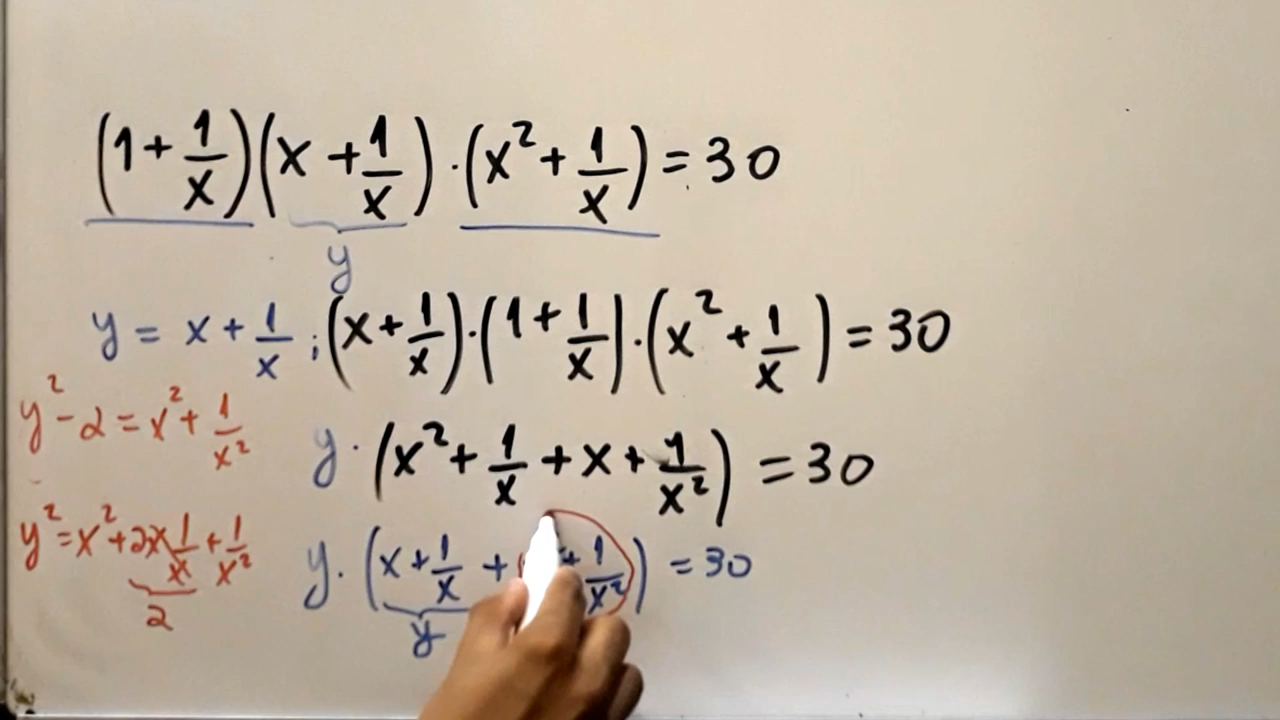 (1 + 1/x)(x + 1/x) · (x² + 1/x) = 30
y
y = x + 1/x ; (x + 1/x) · (1 + 1/x) · (x² + 1/x) = 30
y² - 2 = x² + 1/x²
y · (x² + 1/x + x + 1/x²) = 30
y² = x² + 2x 1/x + 1/x²
2
y · (x + 1/x + + 1/x²) = 30
y